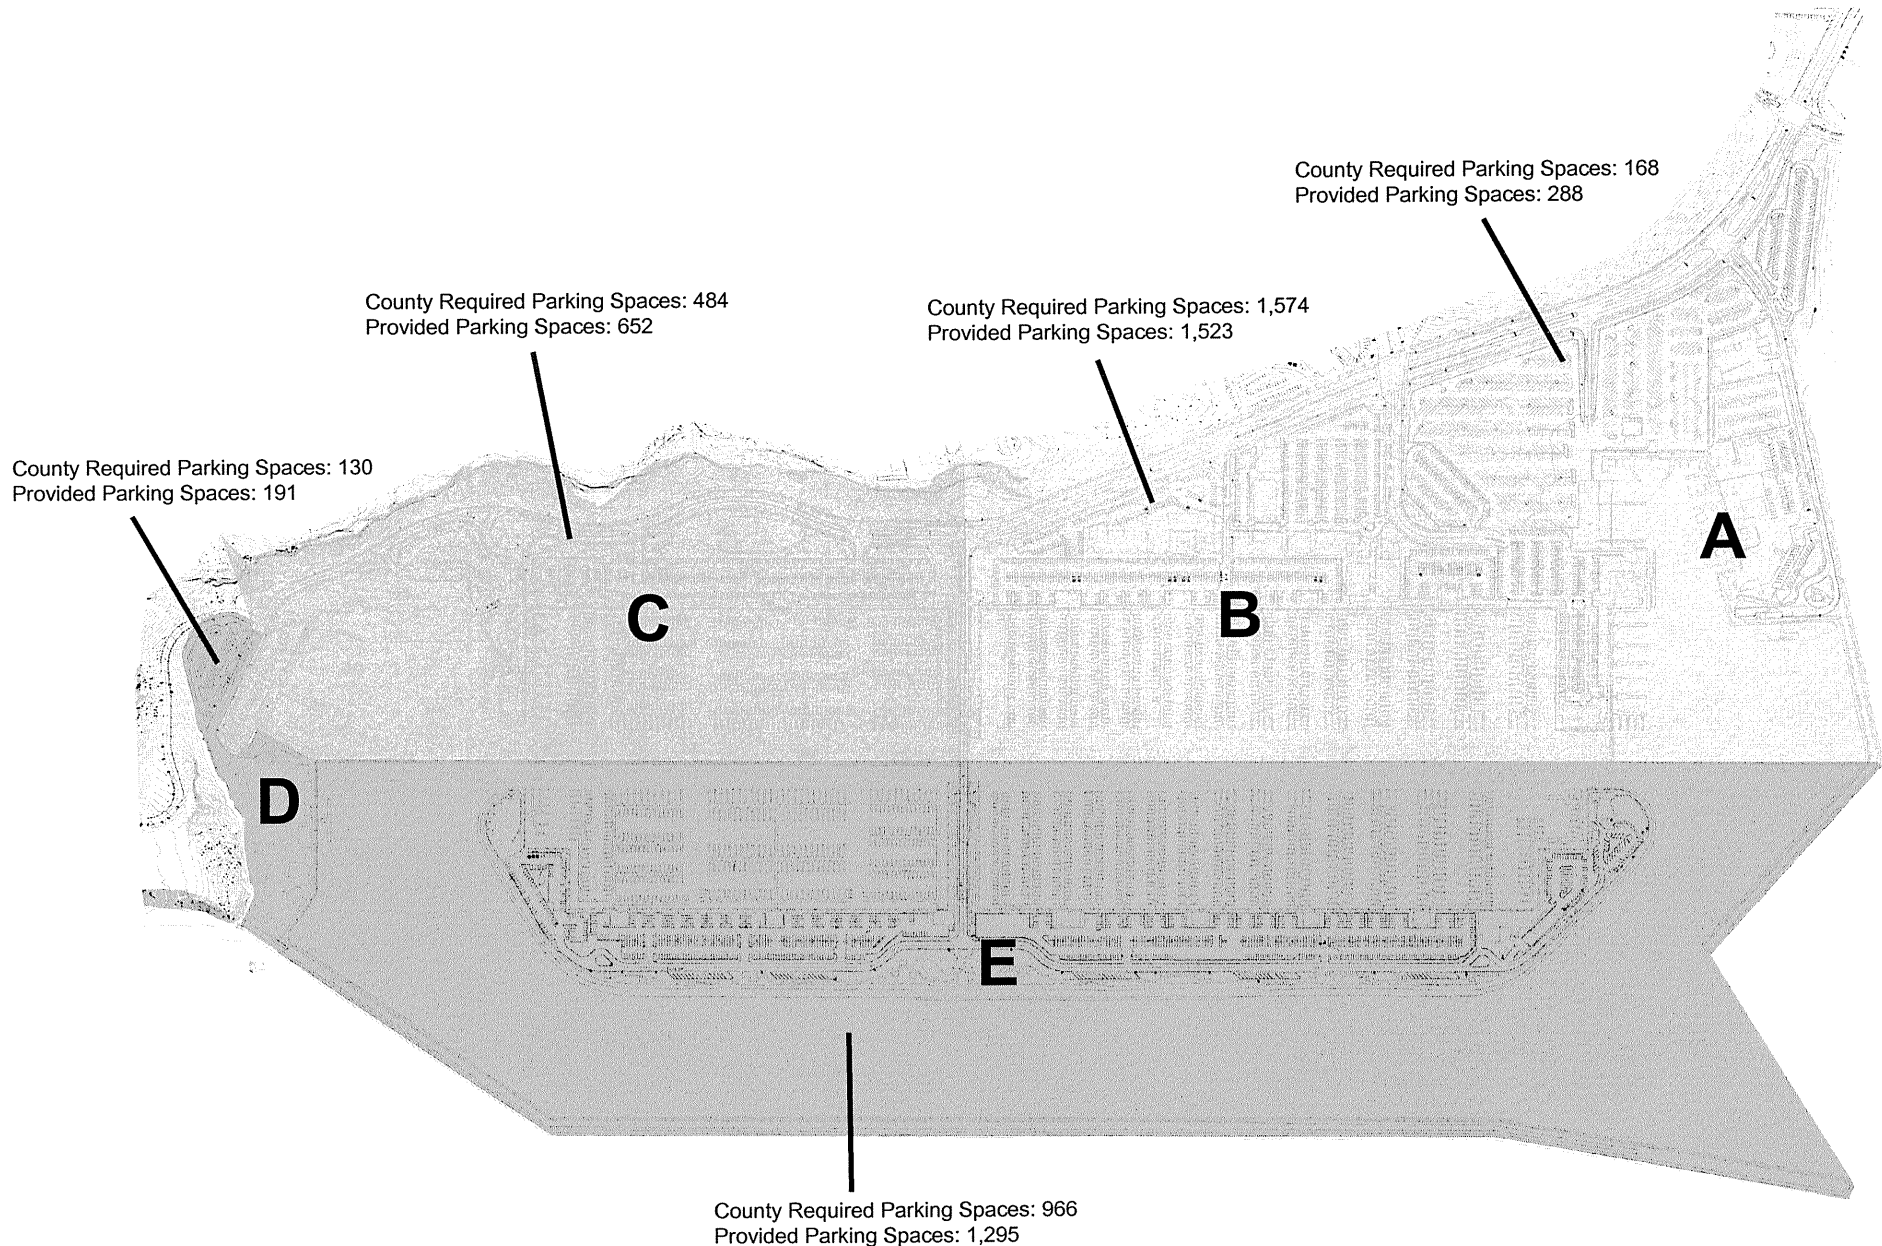 County Required Parking Spaces: 168
Provided Parking Spaces: 288
County Required Parking Spaces: 484
Provided Parking Spaces: 652
County Required Parking Spaces: 1,574
Provided Parking Spaces: 1,523
County Required Parking Spaces: 130
Provided Parking Spaces: 191
A
C
B
D
E
County Required Parking Spaces: 966
Provided Parking Spaces: 1,295